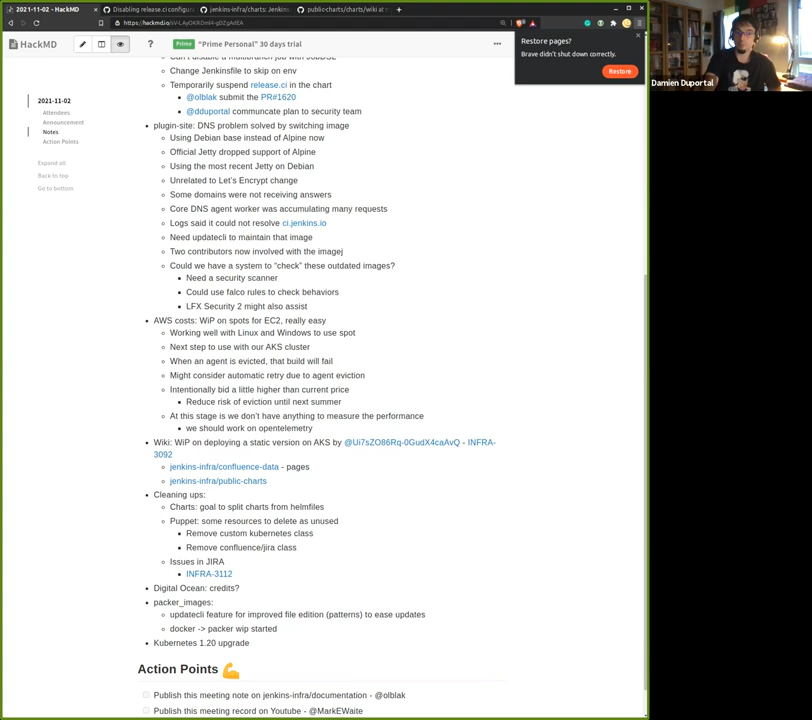 2021-11-02 - HackMD
Disabling release.ci configura
jenkins-infra/charts: Jenkins
public-charts/charts/wiki at m
HackMD
Prime
"Prime Personal" 30 days trial
Restore pages?
Brave didn't shut down correctly.
Restore
Damien Duportal
2021-11-02
Attendees
Announcement
Notes
Action Points
Expand all
Back to top
Go to bottom
Change Jenkinsfile to skip on env
Temporarily suspend release.ci in the chart
@olblak submit the PR#1620
@dduportal communcate plan to security team
plugin-site: DNS problem solved by switching image
Using Debian base instead of Alpine now
Official Jetty dropped support of Alpine
Using the most recent Jetty on Debian
Unrelated to Let's Encrypt change
Some domains were not receiving answers
Core DNS agent worker was accumulating many requests
Logs said it could not resolve ci.jenkins.io
Need updatecli to maintain that image
Two contributors now involved with the imagej
Could we have a system to "check" these outdated images?
Need a security scanner
Could use falco rules to check behaviors
LFX Security 2 might also assist
AWS costs: WiP on spots for EC2, really easy
Working well with Linux and Windows to use spot
Next step to use with our AKS cluster
When an agent is evicted, that build will fail
Might consider automatic retry due to agent eviction
Intentionally bid a little higher than current price
Reduce risk of eviction until next summer
At this stage is we don't have anything to measure the performance
we should work on opentelemetry
Wiki: WiP on deploying a static version on AKS by @Ui7sZO86Rq-0GudX4caAvQ - INFRA-
3092
jenkins-infra/confluence-data - pages
jenkins-infra/public-charts
Cleaning ups:
Charts: goal to split charts from helmfiles
Puppet: some resources to delete as unused
Remove custom kubernetes class
Remove confluence/jira class
Issues in JIRA
INFRA-3112
Digital Ocean: credits?
packer_images:
updatecli feature for improved file edition (patterns) to ease updates
docker -> packer wip started
Kubernetes 1.20 upgrade
Action Points 💪
Publish this meeting note on jenkins-infra/documentation - @olblak
Publish this meeting record on Youtube - @MarkEWaite